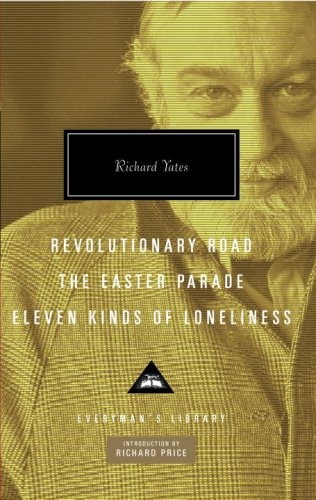 Richard Yates
REVOLUTIONARY ROAD
THE EASTER PARADE
ELEVEN KINDS OF LONELINESS
EVERYMAN'S LIBRARY
INTRODUCTION BY
RICHARD PRICE